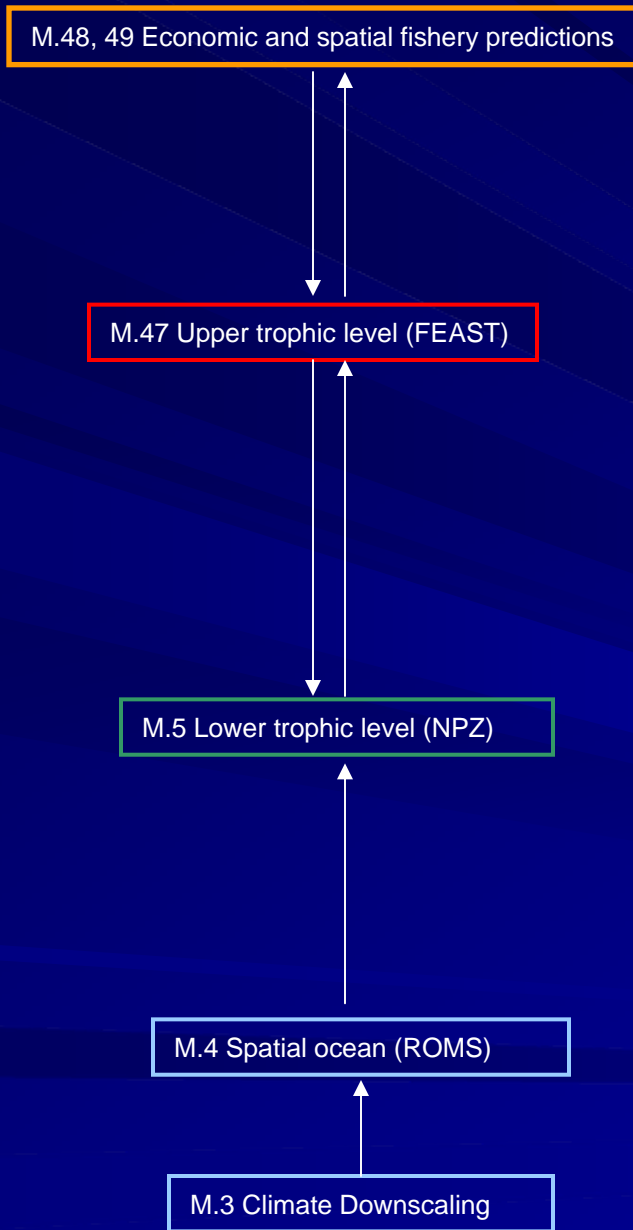 M.48, 49 Economic and spatial fishery predictions
M.47 Upper trophic level (FEAST)
M.5 Lower trophic level (NPZ)
M.4 Spatial ocean (ROMS)
M.3 Climate Downscaling